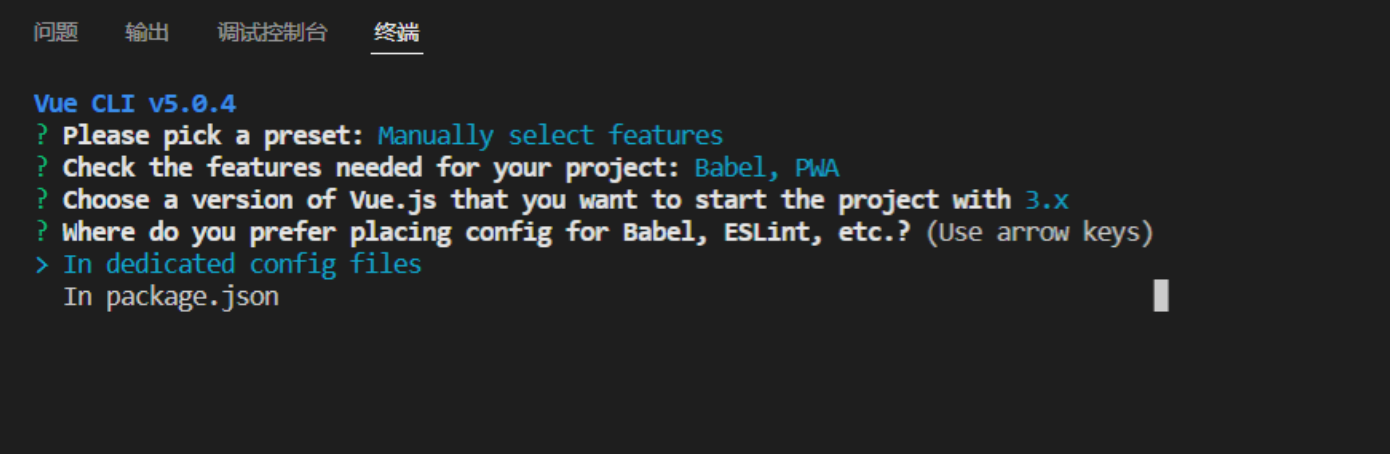 问题 输出 调试控制台 终端
Vue CLI v5.0.4
? Please pick a preset: Manually select features
? Check the features needed for your project: Babel, PWA
? Choose a version of Vue.js that you want to start the project with 3.x
? Where do you prefer placing config for Babel, ESLint, etc.? (Use arrow keys)
> In dedicated config files
In package.json